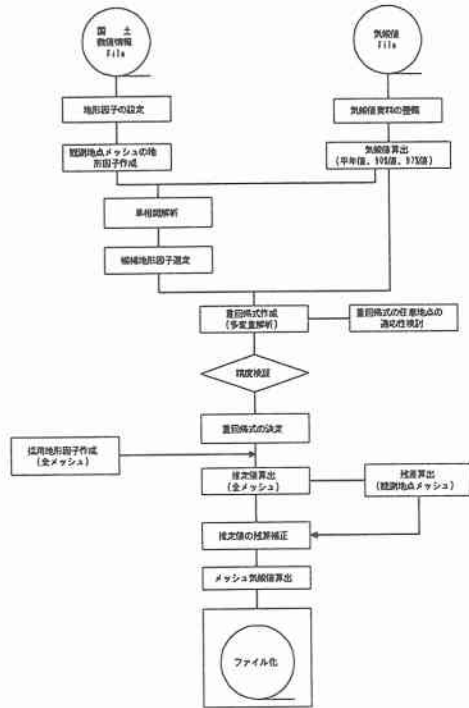 国　土
数値情報
File
気候値
File
地形因子の設定
気候値資料の整備
観測地点メッシュの地
形因子作成
気候値算出
(平年値、90%値、97%値)
単相関解析
候補地形因子選定
重回帰式作成
(多変量解析)
重回帰式の任意地点の
適応性検討
精度検証
重回帰式の決定
採用地形因子作成
(全メッシュ)
推定値算出
(全メッシュ)
残差算出
(観測地点メッシュ)
推定値の残差補正
メッシュ気候値算出
ファイル化